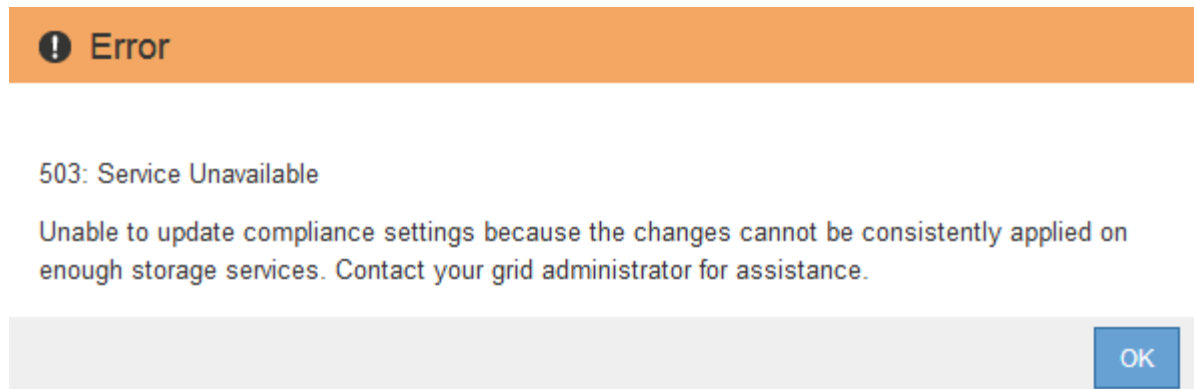 Error
503: Service Unavailable
Unable to update compliance settings because the changes cannot be consistently applied on
enough storage services. Contact your grid administrator for assistance.
OK